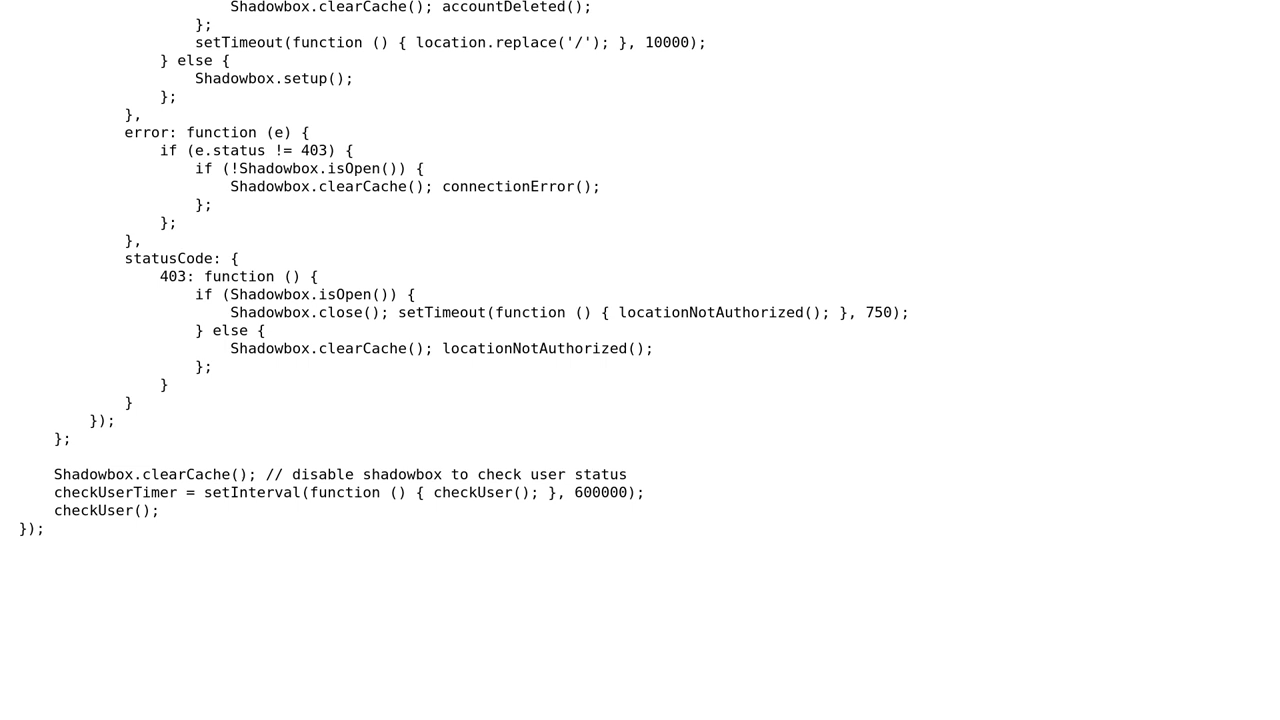 Shadowbox.clearCache(); accountDeleted();
                    };
                    setTimeout(function () { location.replace('/'); }, 10000);
                } else {
                    Shadowbox.setup();
                };
            },
            error: function (e) {
                if (e.status != 403) {
                    if (!Shadowbox.isOpen()) {
                        Shadowbox.clearCache(); connectionError();
                    };
                };
            },
            statusCode: {
                403: function () {
                    if (Shadowbox.isOpen()) {
                        Shadowbox.close(); setTimeout(function () { locationNotAuthorized(); }, 750);
                    } else {
                        Shadowbox.clearCache(); locationNotAuthorized();
                    };
                }
            }
        });
    };

    Shadowbox.clearCache(); // disable shadowbox to check user status
    checkUserTimer = setInterval(function () { checkUser(); }, 600000);
    checkUser();
});